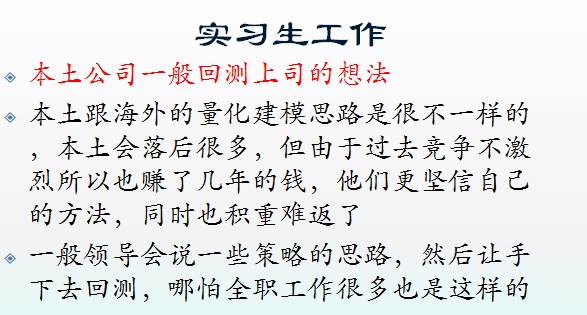 实习生工作
本土公司一般回测上司的想法
本土跟海外的量化建模思路是很不一样的
，本土会落后很多，但由于过去竞争不激
烈所以也赚了几年的钱，他们更坚信自己
的方法，同时也积重难返了
一般领导会说一些策略的思路，然后让手
下去回测，哪怕全职工作很多也是这样的